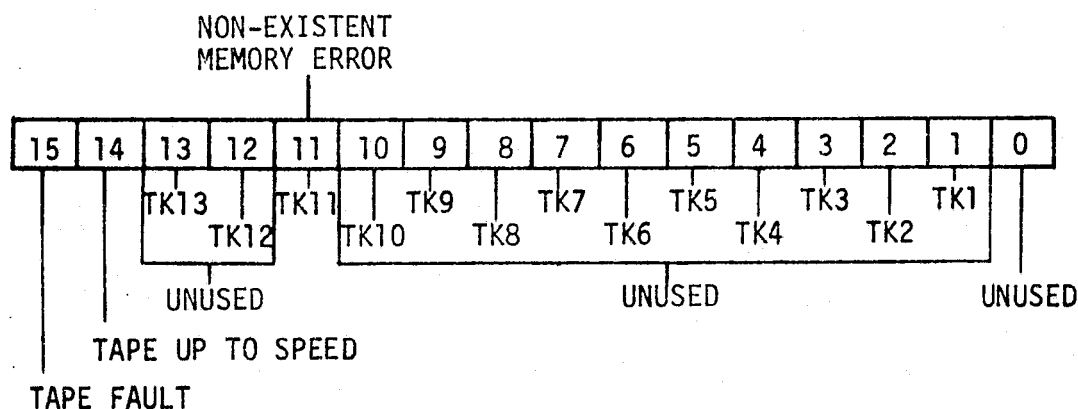 NON-EXISTENT
MEMORY ERROR
15 14 13 12 11 10 9 8 7 6 5 4 3 2 1 0
TK13 TK11 TK9 TK7 TK5 TK3 TK1
TK12 TK10 TK8 TK6 TK4 TK2
UNUSED UNUSED UNUSED
TAPE UP TO SPEED
TAPE FAULT